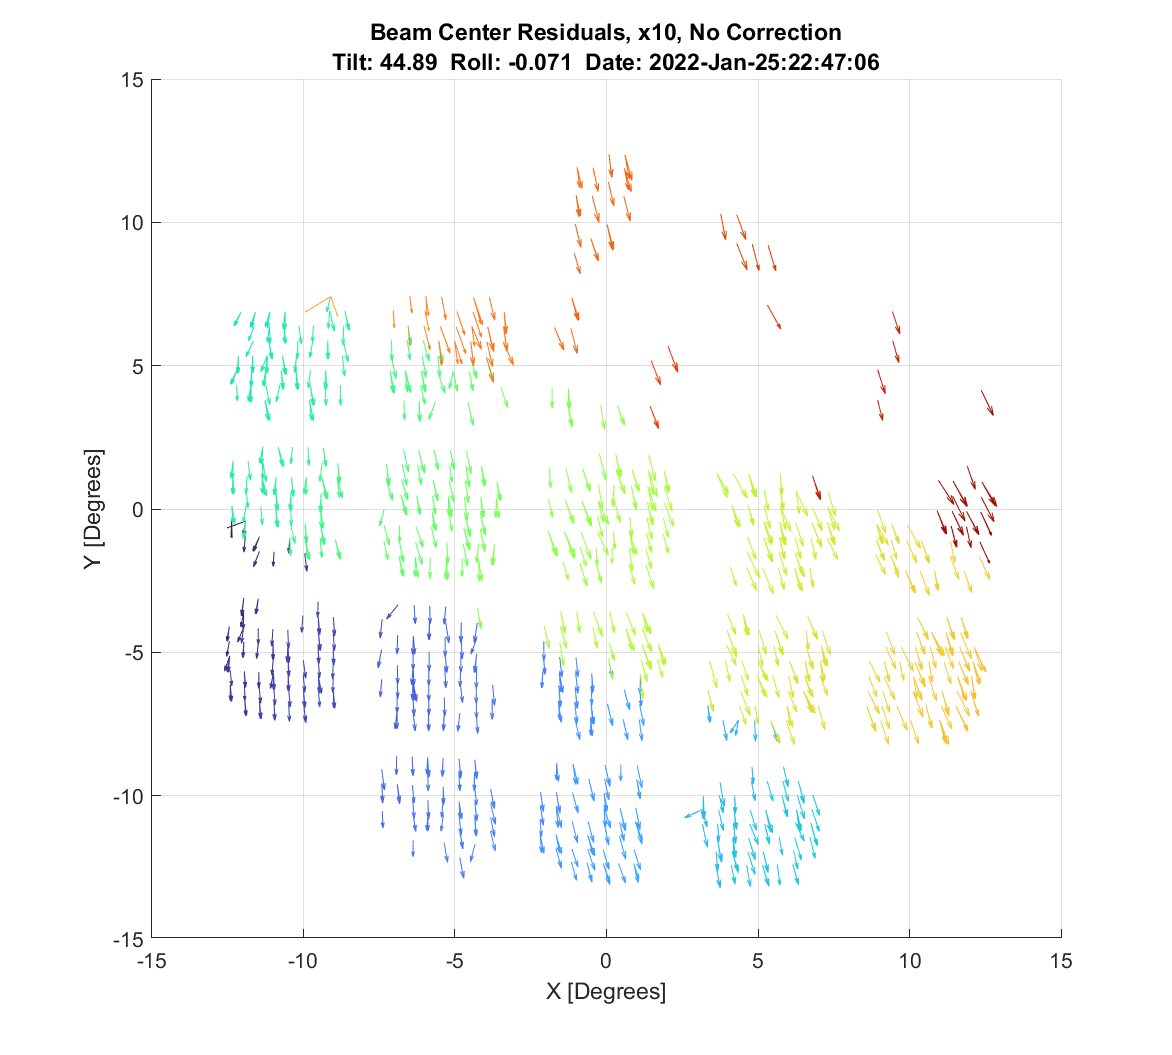 Beam Center Residuals, x10, No Correction
Tilt: 44.89 Roll: -0.071 Date: 2022-Jan-25:22:47:06
15
10
5
0
-5
-10
-15
Y [Degrees]
-15 -10 -5 0 5 10 15
X [Degrees]